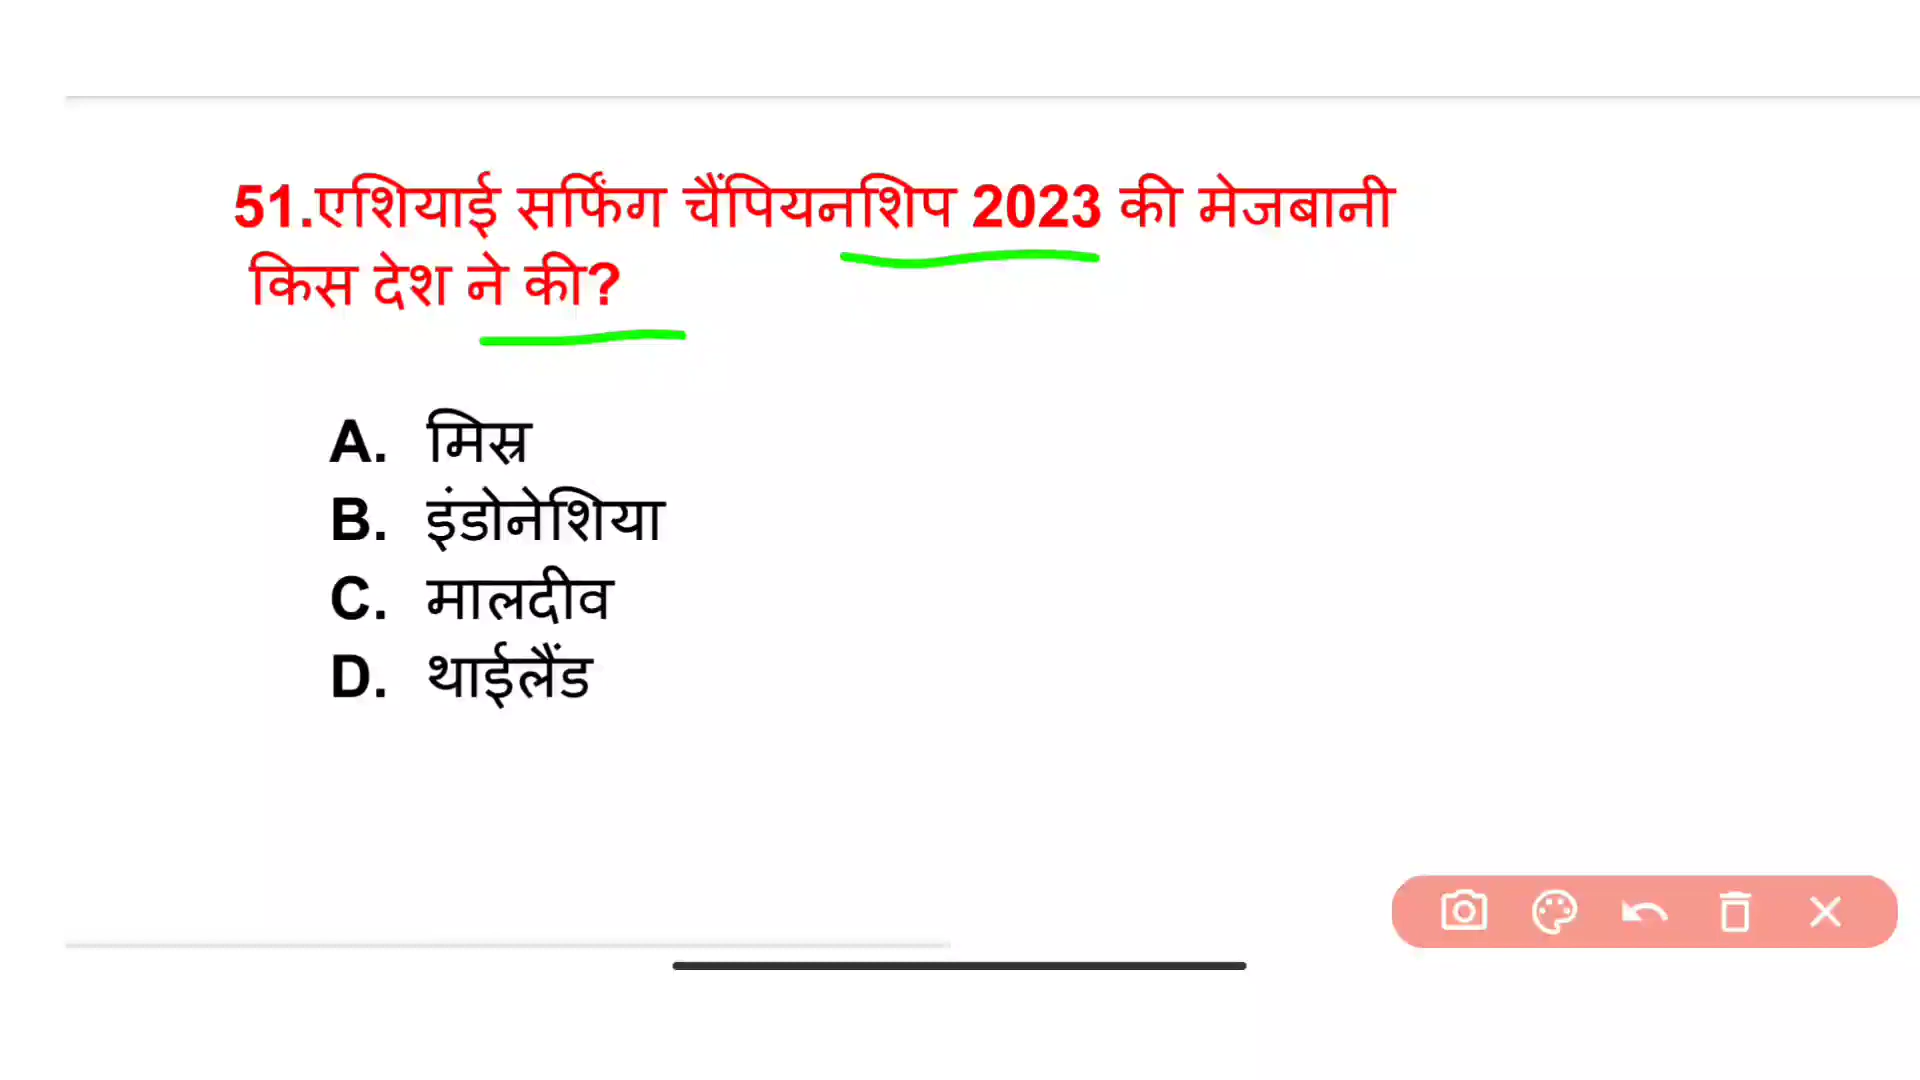 51.एशियाई सर्फिंग चैंपियनशिप 2023 की मेजबानी
किस देश ने की?
A. मिस्र
B. इंडोनेशिया
C. मालदीव
D. थाईलैंड